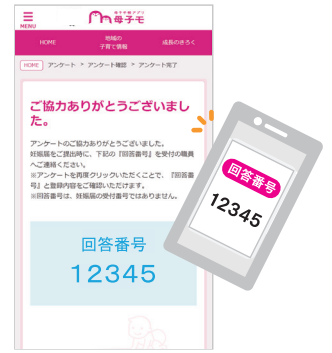 MENU
母子手帳アプリ
母子モ
HOME
地域の
子育て情報
成長のきろく
HOME アンケート > アンケート確認 > アンケート完了
ご協力ありがとうございまし
た。
アンケートのご協力ありがとうございました。
妊娠届をご提出時に、下記の『回答番号』を受付の職員
へご連絡ください。
※アンケートを再度クリックいただくことで、『回答番
号』と登録内容をご確認いただけます。
※回答番号は、妊娠届の受付番号ではありません。
回答番号
12345
回答番号
12345